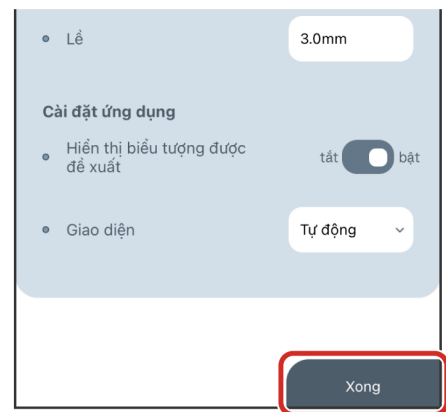 Lề
3.0mm
Cài đặt ứng dụng
Hiển thị biểu tượng được
đề xuất
tắt
bật
Giao diện
Tự động
Xong